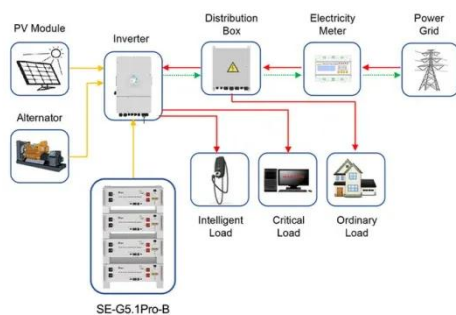 PV Module
Inverter
Distribution
Box
Electricity
Meter
Power
Grid
Alternator
Intelligent
Load
Critical
Load
Ordinary
Load
SE-G5.1Pro-B